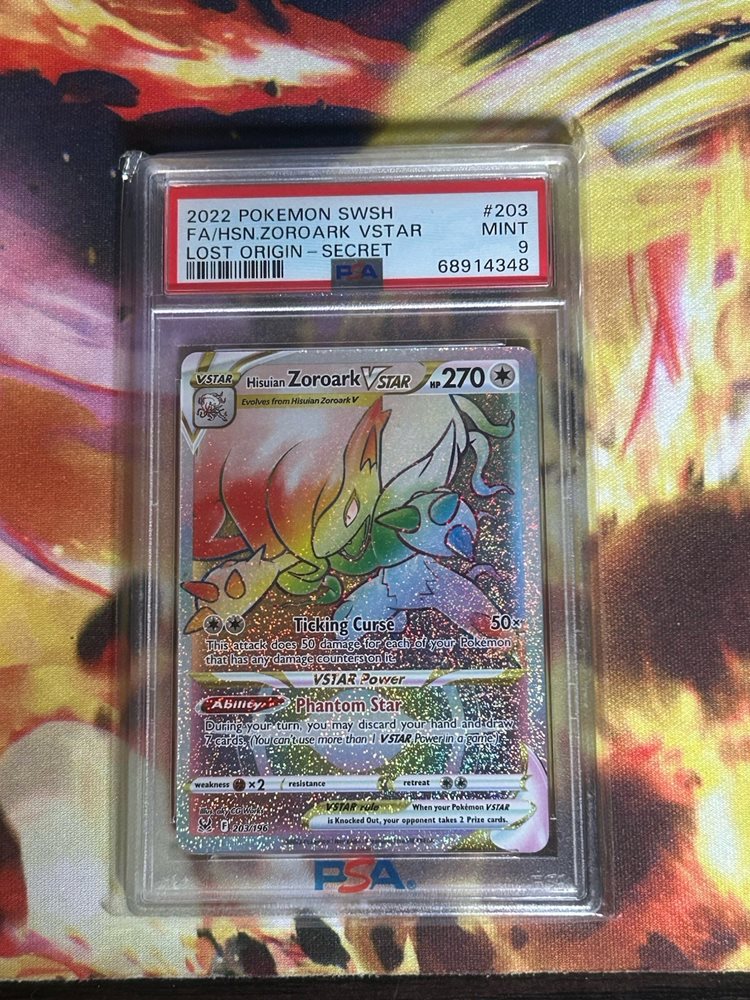 2022 POKEMON SWSH #203
FA/HSN.ZOROARK VSTAR MINT
LOST ORIGIN - SECRET 9
PSA 68914348
VSTAR Hisuian Zoroark VSTAR HP 270
Evolves from Hisuian Zoroark V
Ticking Curse 50×
This attack does 50 damage for each of your Pokémon
that has any damage counters on it.
VSTAR Power
Ability Phantom Star
During your turn, you may discard your hand and draw
7 cards. (You can't use more than 1 VSTAR Power in a game.)
weakness ×2 resistance retreat
VSTAR rule When your Pokémon VSTAR
is Knocked Out, your opponent takes 2 Prize cards.
F 203/196
PSA